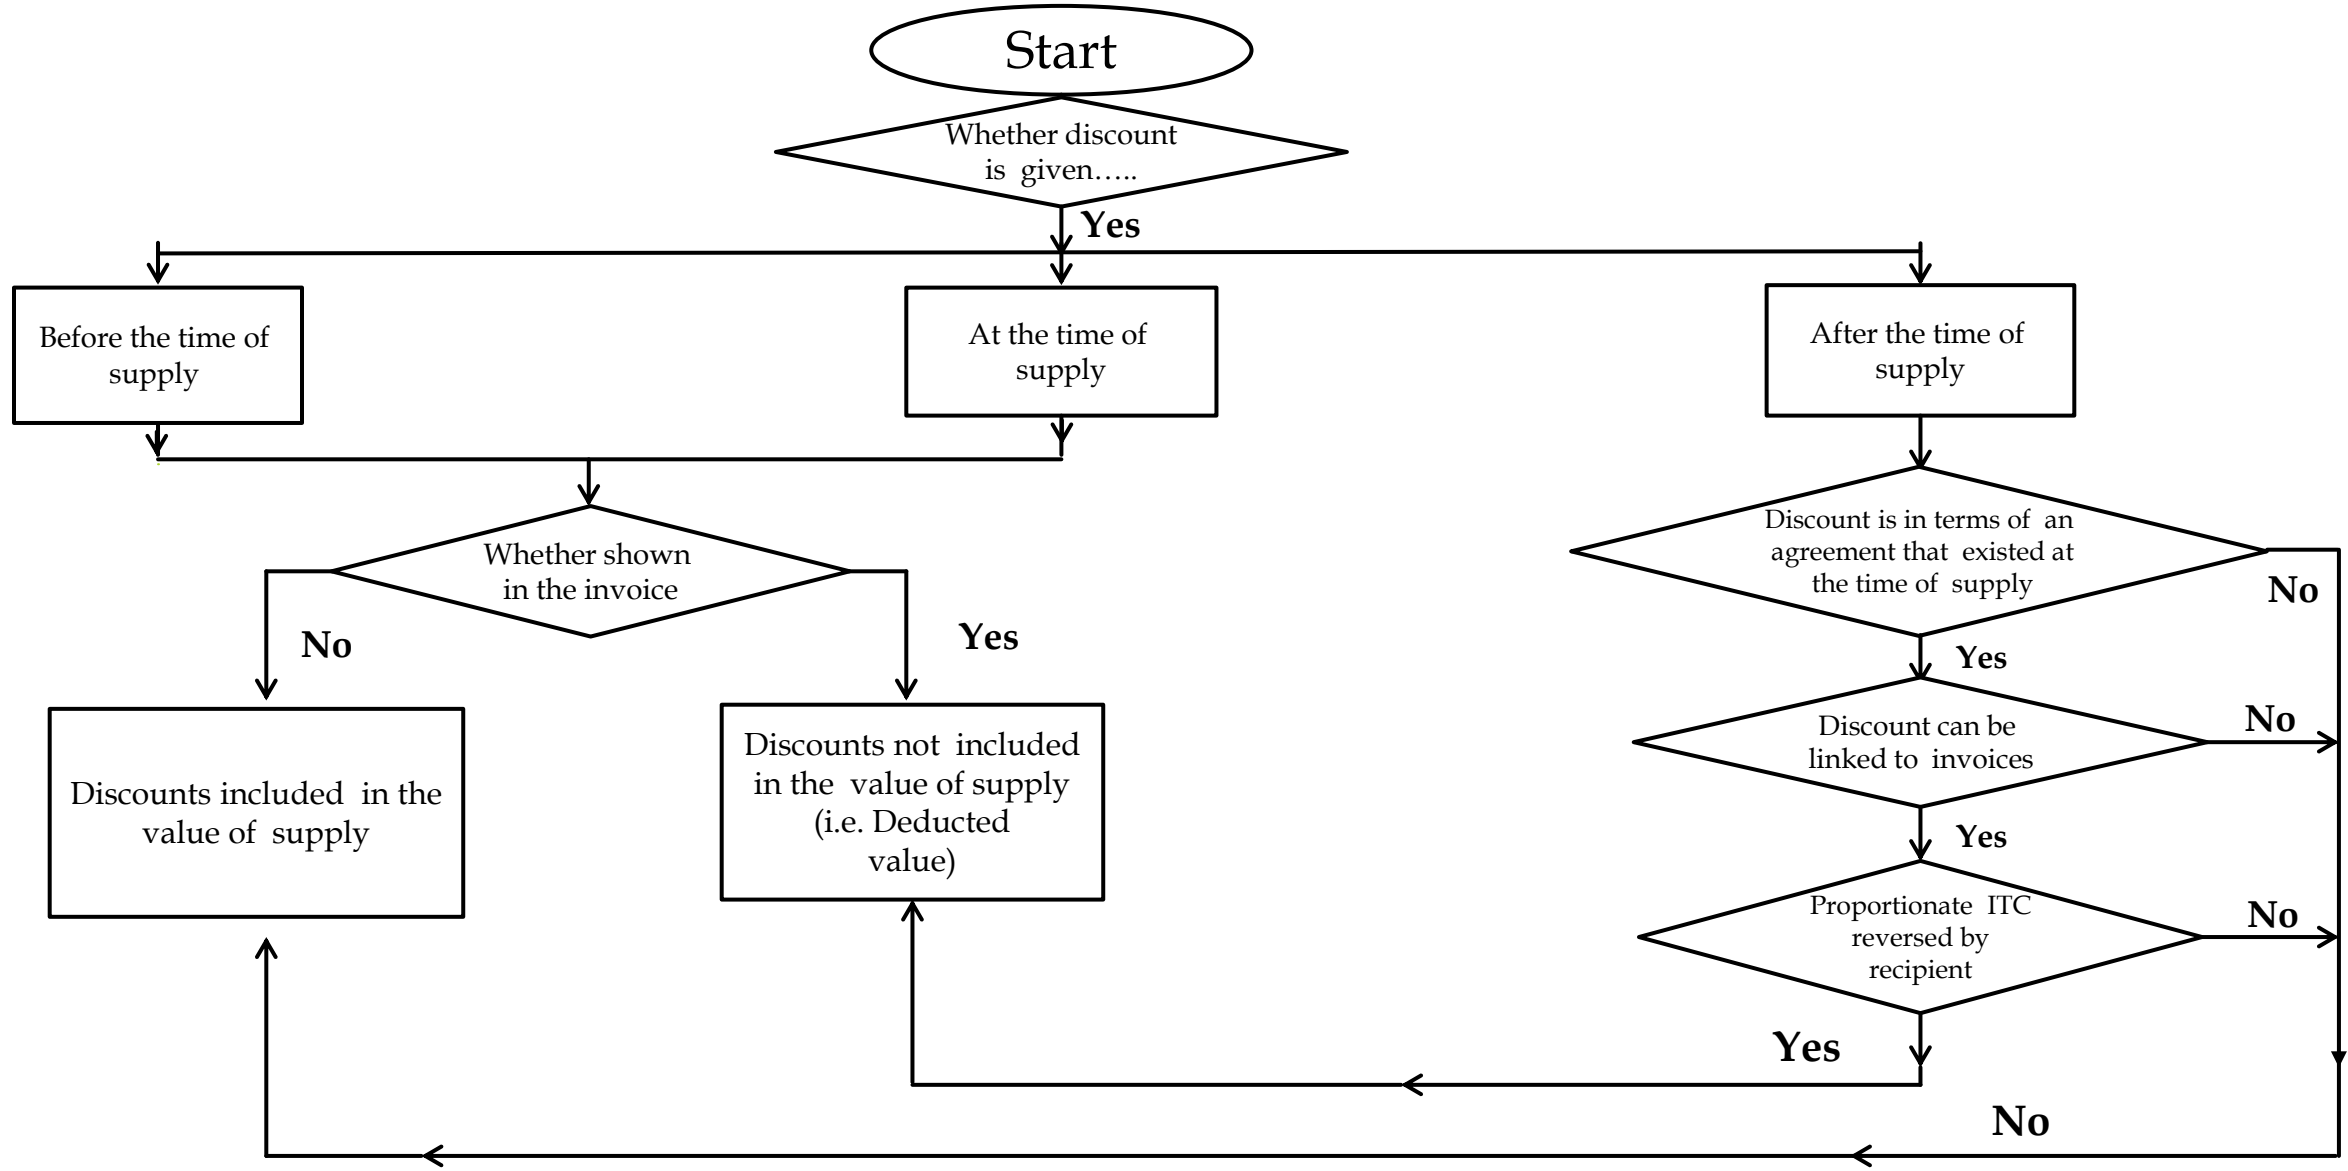 Start
Whether discount
is given.....
Yes
Before the time of
supply
At the time of
supply
After the time of
supply
Whether shown
in the invoice
No
Yes
Discounts included in the
value of supply
Discounts not included
in the value of supply
(i.e. Deducted
value)
Discount is in terms of an
agreement that existed at
the time of supply
No
Yes
Discount can be
linked to invoices
No
Yes
Proportionate ITC
reversed by
recipient
No
Yes
No